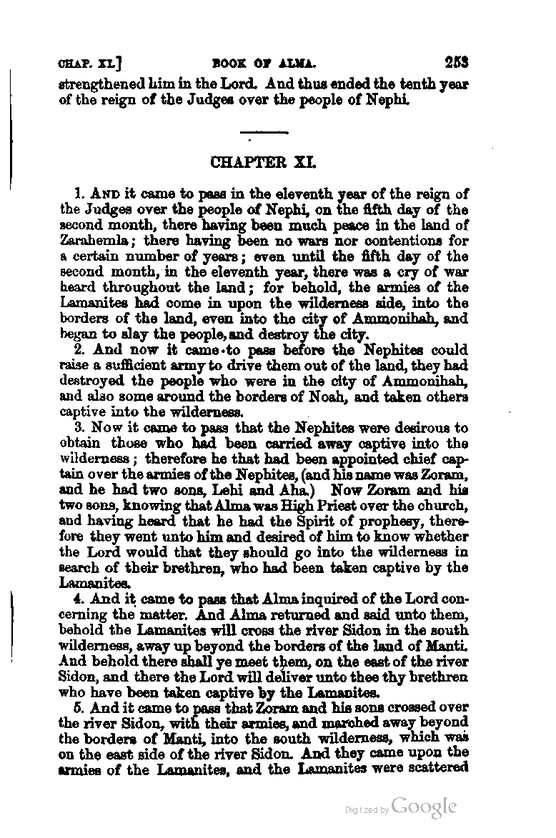 CHAP. XI.] BOOK OF ALMA. 253
strengthened him in the Lord. And thus ended the tenth year
of the reign of the Judges over the people of Nephi.
CHAPTER XI.
1. AND it came to pass in the eleventh year of the reign of
the Judges over the people of Nephi, on the fifth day of the
second month, there having been much peace in the land of
Zarahemla; there having been no wars nor contentions for
a certain number of years; even until the fifth day of the
second month, in the eleventh year, there was a cry of war
heard throughout the land; for behold, the armies of the
Lamanites had come in upon the wilderness side, into the
borders of the land, even into the city of Ammonihah, and
began to slay the people, and destroy the city.
2. And now it came to pass before the Nephites could
raise a sufficient army to drive them out of the land, they had
destroyed the people who were in the city of Ammonihah,
and also some around the borders of Noah, and taken others
captive into the wilderness.
3. Now it came to pass that the Nephites were desirous to
obtain those who had been carried away captive into the
wilderness; therefore he that had been appointed chief cap-
tain over the armies of the Nephites, (and his name was Zoram,
and he had two sons, Lehi and Aha.) Now Zoram and his
two sons, knowing that Alma was High Priest over the church,
and having heard that he had the Spirit of prophesy, there-
fore they went unto him and desired of him to know whether
the Lord would that they should go into the wilderness in
search of their brethren, who had been taken captive by the
Lamanites.
4. And it came to pass that Alma inquired of the Lord con-
cerning the matter. And Alma returned and said unto them,
behold the Lamanites will cross the river Sidon in the south
wilderness, away up beyond the borders of the land of Manti.
And behold there shall ye meet them, on the east of the river
Sidon, and there the Lord will deliver unto thee thy brethren
who have been taken captive by the Lamanites.
5. And it came to pass that Zoram and his sons crossed over
the river Sidon, with their armies, and marched away beyond
the borders of Manti, into the south wilderness, which was
on the east side of the river Sidon. And they came upon the
armies of the Lamanites, and the Lamanites were scattered
Digitized by Google